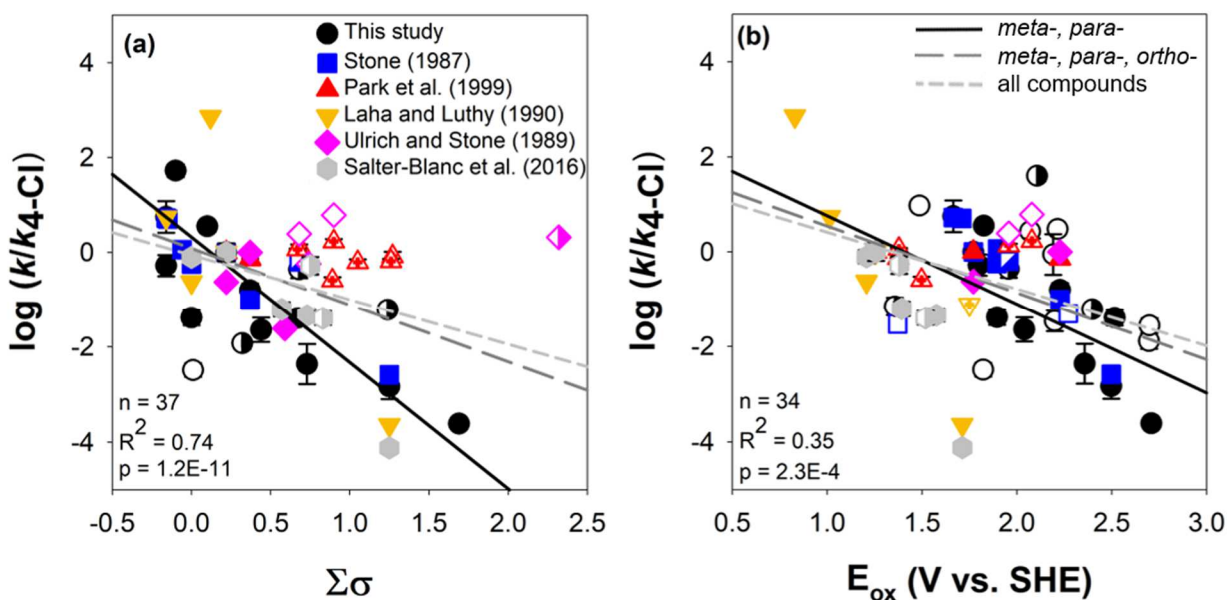 (a)
This study
Stone (1987)
Park et al. (1999)
Laha and Luthy (1990)
Ulrich and Stone (1989)
Salter-Blanc et al. (2016)
log (k/k4-Cl)
4
2
0
-2
-4
n = 37
R2 = 0.74
p = 1.2E-11
-0.5 0.0 0.5 1.0 1.5 2.0 2.5
Σσ
(b)
meta-, para-
meta-, para-, ortho-
all compounds
log (k/k4-Cl)
4
2
0
-2
-4
n = 34
R2 = 0.35
p = 2.3E-4
0.5 1.0 1.5 2.0 2.5 3.0
Eox (V vs. SHE)